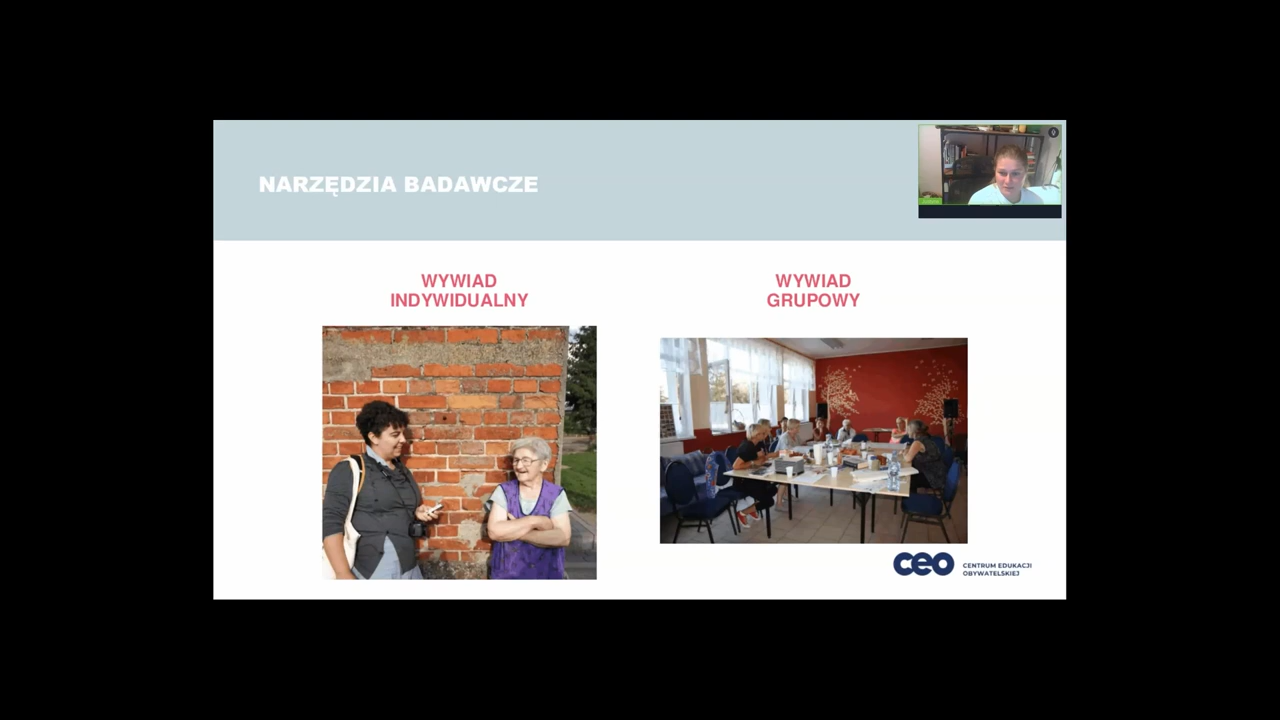 NARZĘDZIA BADAWCZE
WYWIAD
INDYWIDUALNY
WYWIAD
GRUPOWY
ceo
CENTRUM EDUKACJI
OBYWATELSKIEJ